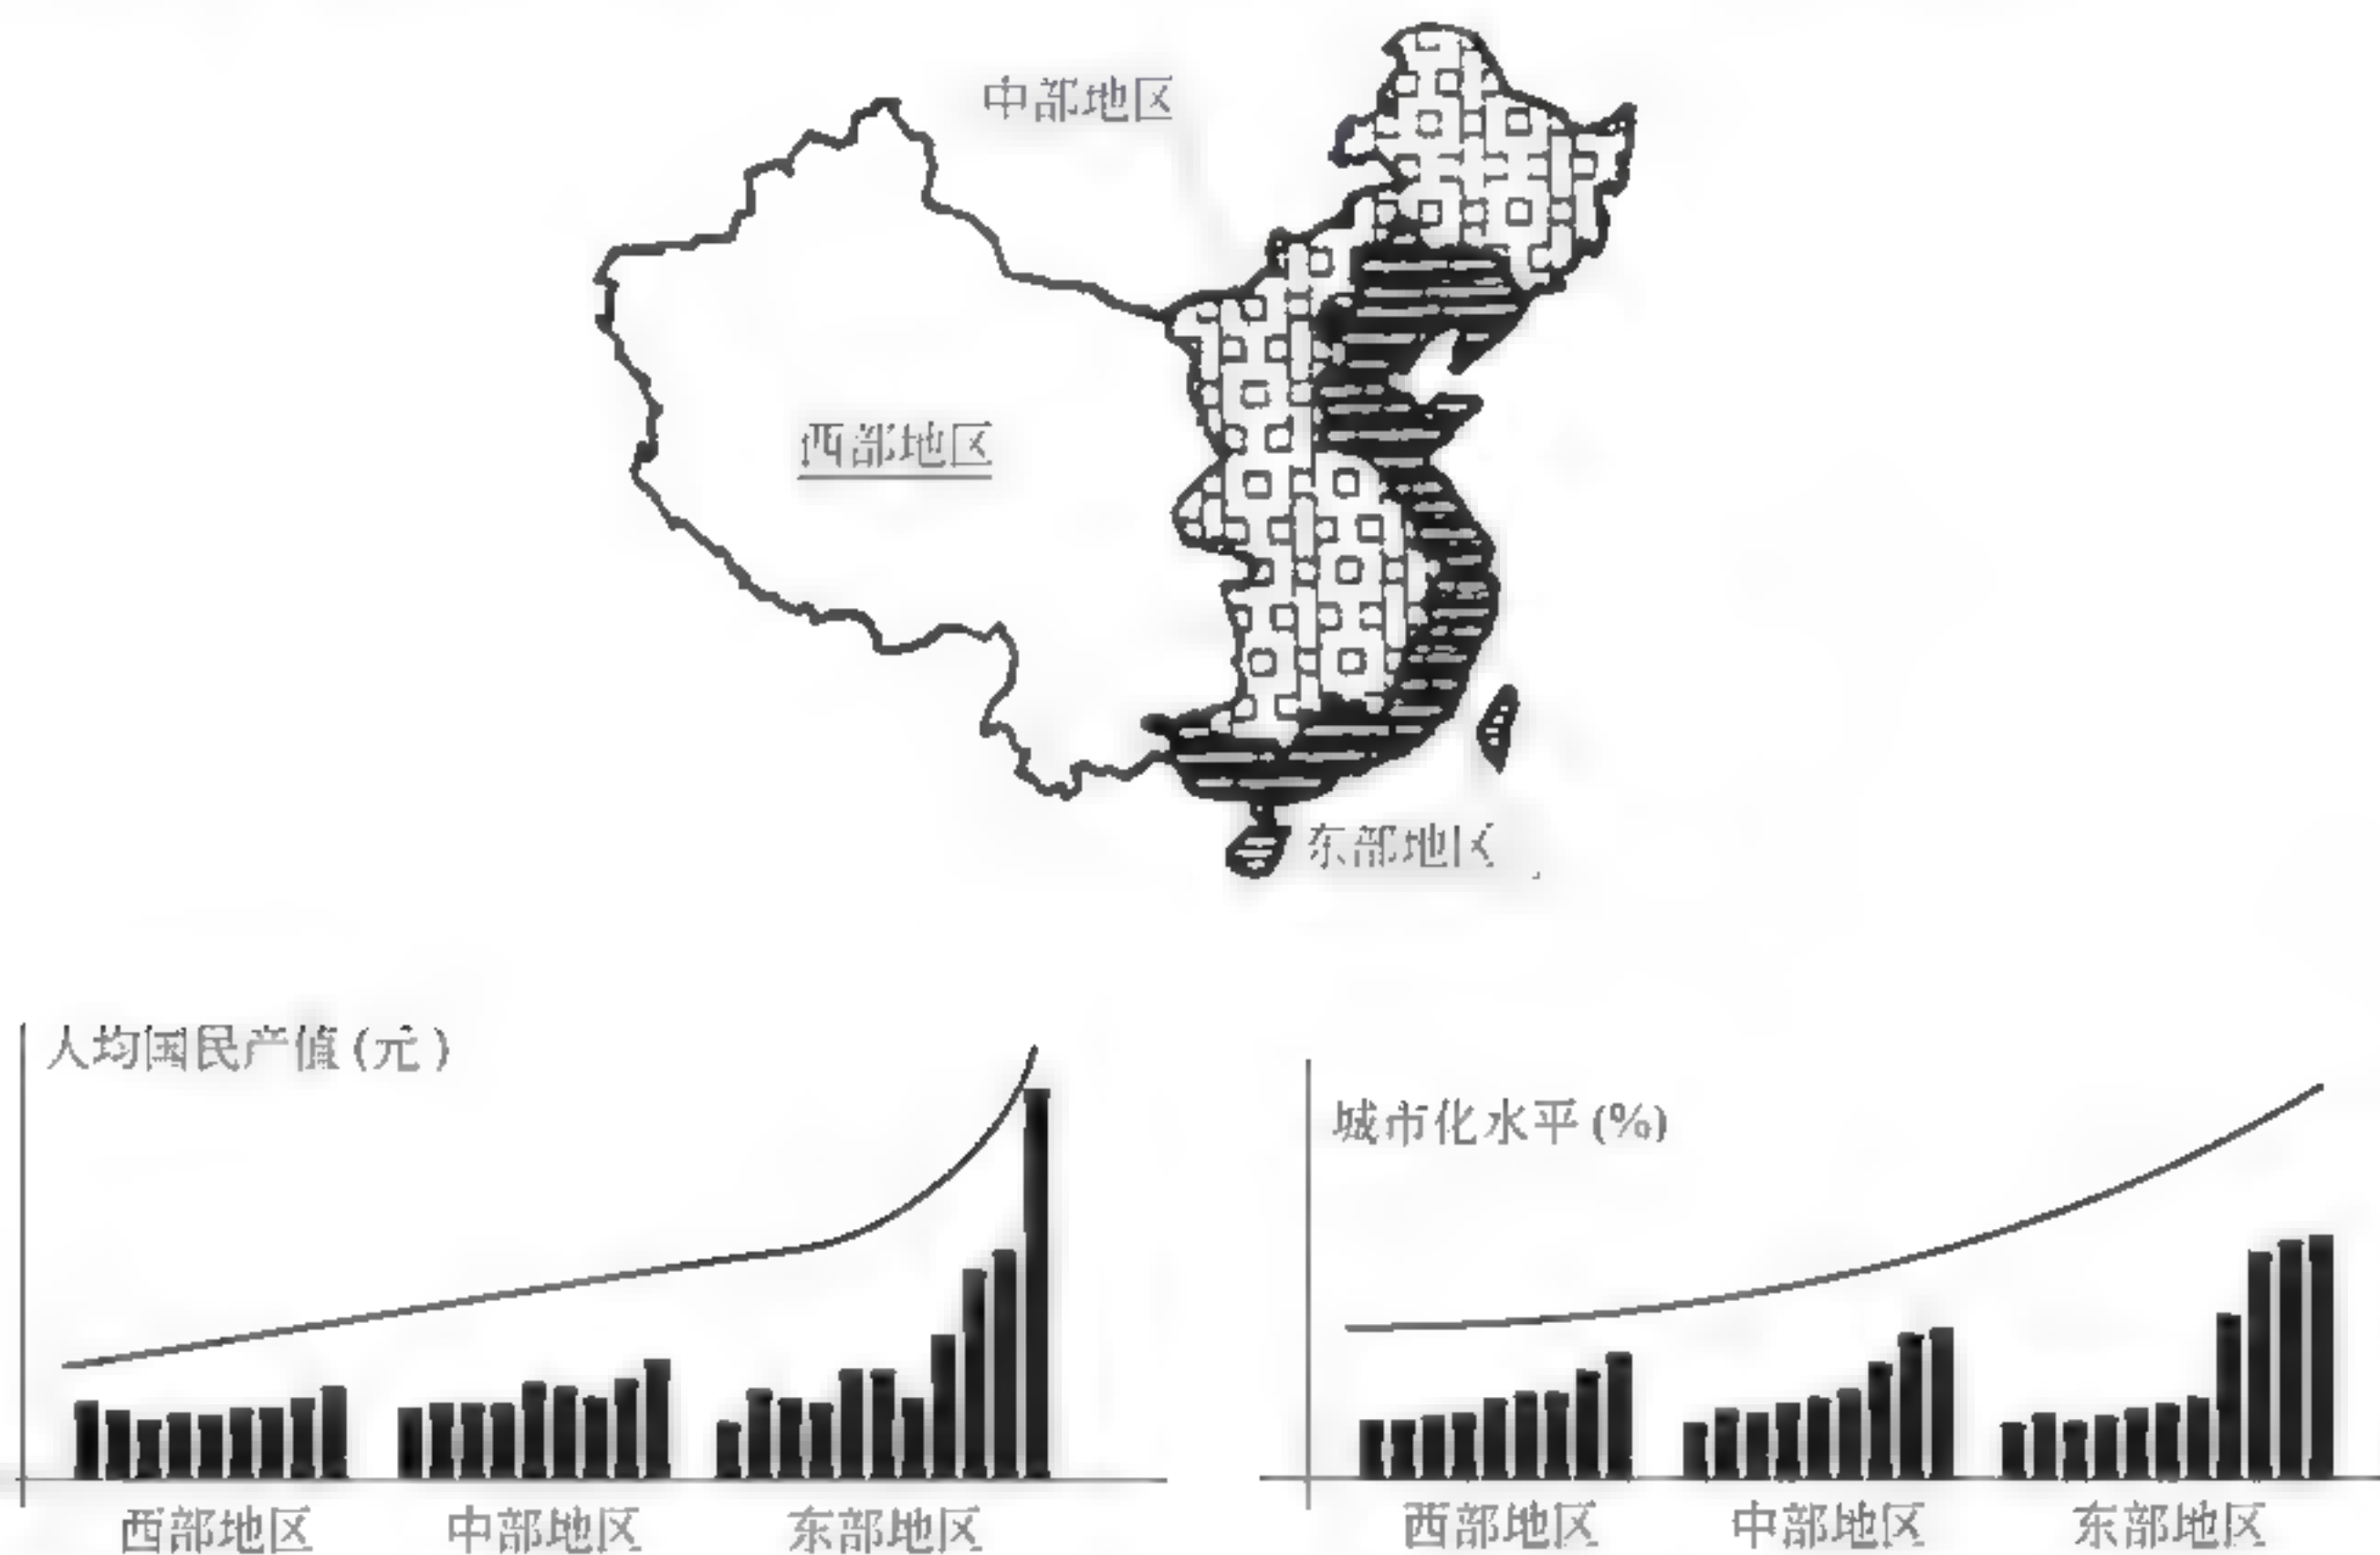 中部地区
西部地区
东部地区
人均国民产值(元)
城市化水平(%)
西部地区 中部地区 东部地区
西部地区 中部地区 东部地区